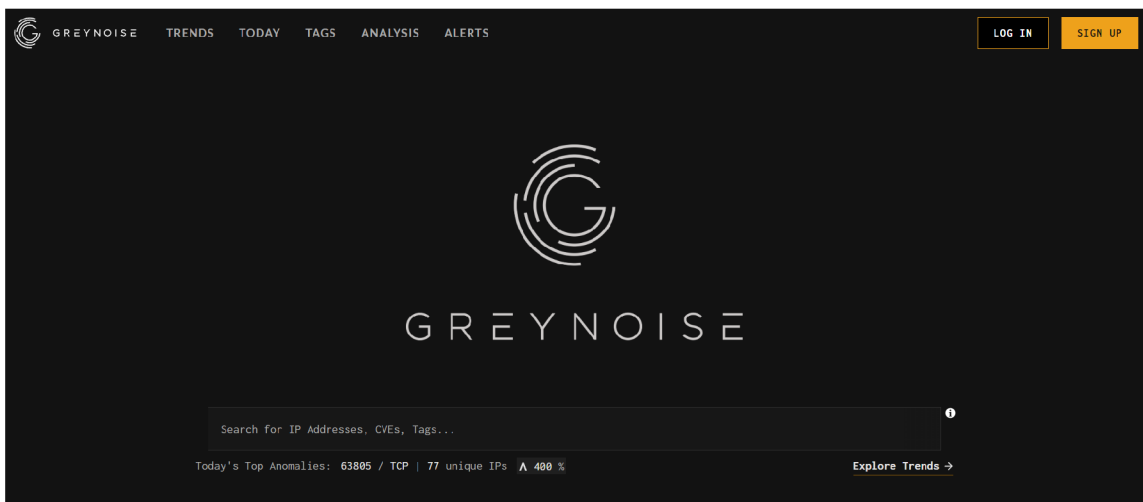 GREYNOISE TRENDS TODAY TAGS ANALYSIS ALERTS LOG IN SIGN UP
GREYNOISE
Search for IP Addresses, CVEs, Tags...
Today's Top Anomalies: 63805 / TCP | 77 unique IPs ∧ 400 % Explore Trends →